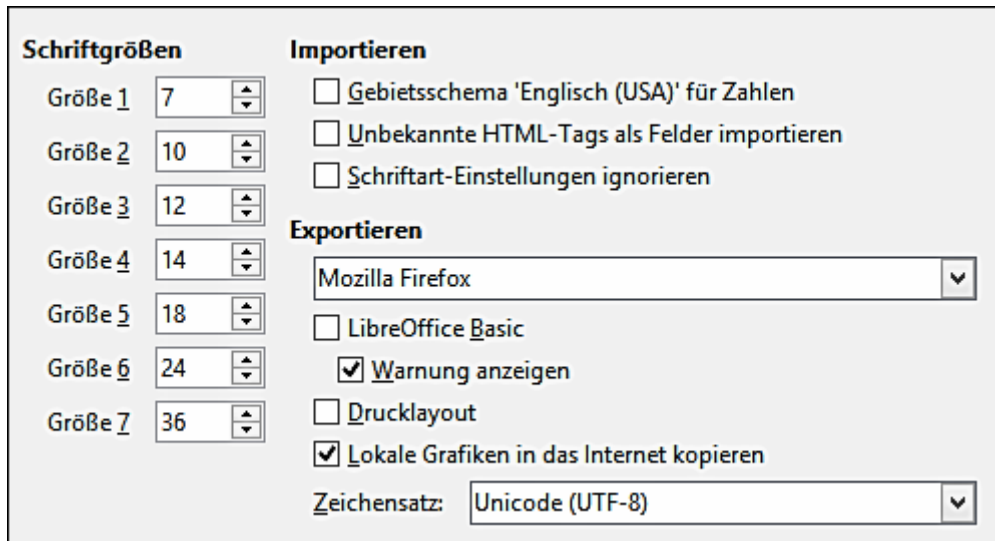 Schriftgrößen
Größe 1 7
Größe 2 10
Größe 3 12
Größe 4 14
Größe 5 18
Größe 6 24
Größe 7 36
Importieren
Gebietsschema 'Englisch (USA)' für Zahlen
Unbekannte HTML-Tags als Felder importieren
Schriftart-Einstellungen ignorieren
Exportieren
Mozilla Firefox
LibreOffice Basic
Warnung anzeigen
Drucklayout
Lokale Grafiken in das Internet kopieren
Zeichensatz: Unicode (UTF-8)